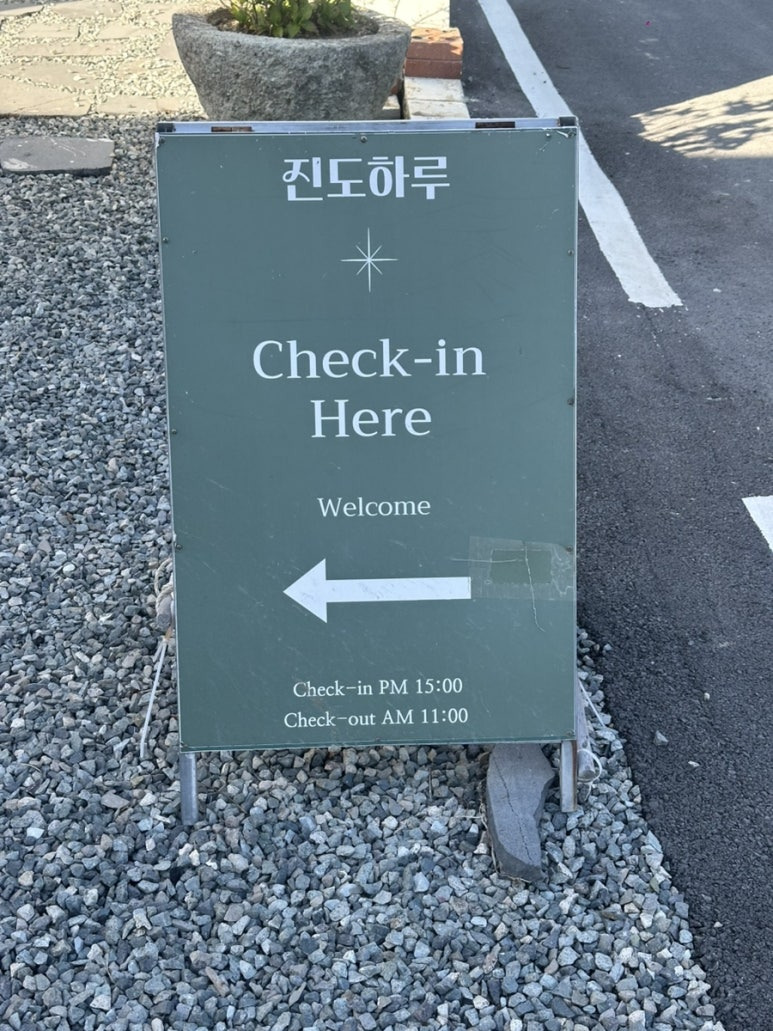 진도하루
Check-in
Here
Welcome
Check-in PM 15:00
Check-out AM 11:00